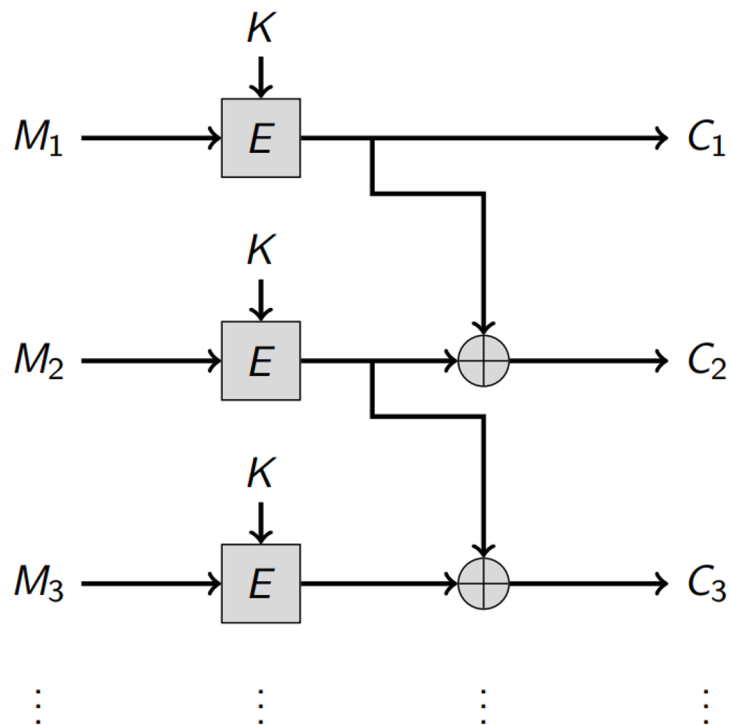 K
M₁ E C₁
K
M₂ E C₂
K
M₃ E C₃
⋮ ⋮ ⋮ ⋮